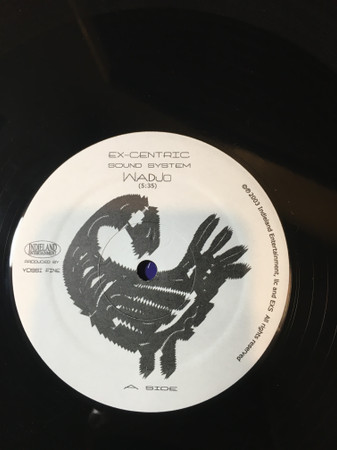 EX-CENTRIC
SOUND SYSTEM
WADJO
(5:35)
INDIELAND
ENTERTAINMENT
PRODUCED BY
YOSSI FINE
℗© 2003 Indieland Entertainment, llc and EXS All rights reserved
A SIDE